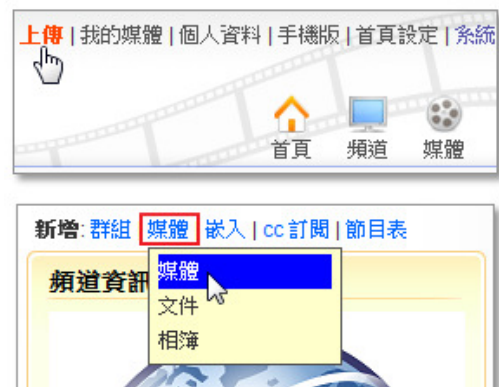 上傳 | 我的媒體 | 個人資料 | 手機版 | 首頁設定 | 系統
首頁 頻道 媒體
新增: 群組 媒體 嵌入 | cc 訂閱 | 節目表
頻道資訊
媒體
文件
相簿